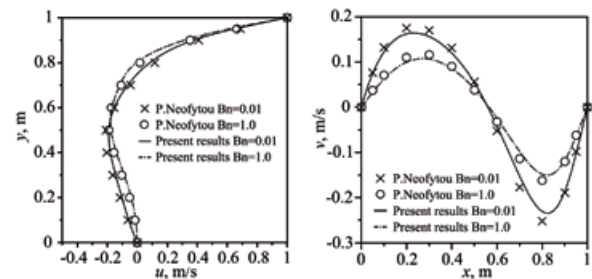 1
0.8
0.6
0.4
0.2
0
y, m
× P.Neofytou Bn=0.01
○ P.Neofytou Bn=1.0
Present results Bn=0.01
Present results Bn=1.0
-0.4 -0.2 0 0.2 0.4 0.6 0.8 1
u, m/s
0.2
0.1
0
-0.1
-0.2
-0.3
v, m/s
× P.Neofytou Bn=0.01
○ P.Neofytou Bn=1.0
Present results Bn=0.01
Present results Bn=1.0
0 0.2 0.4 0.6 0.8 1
x, m